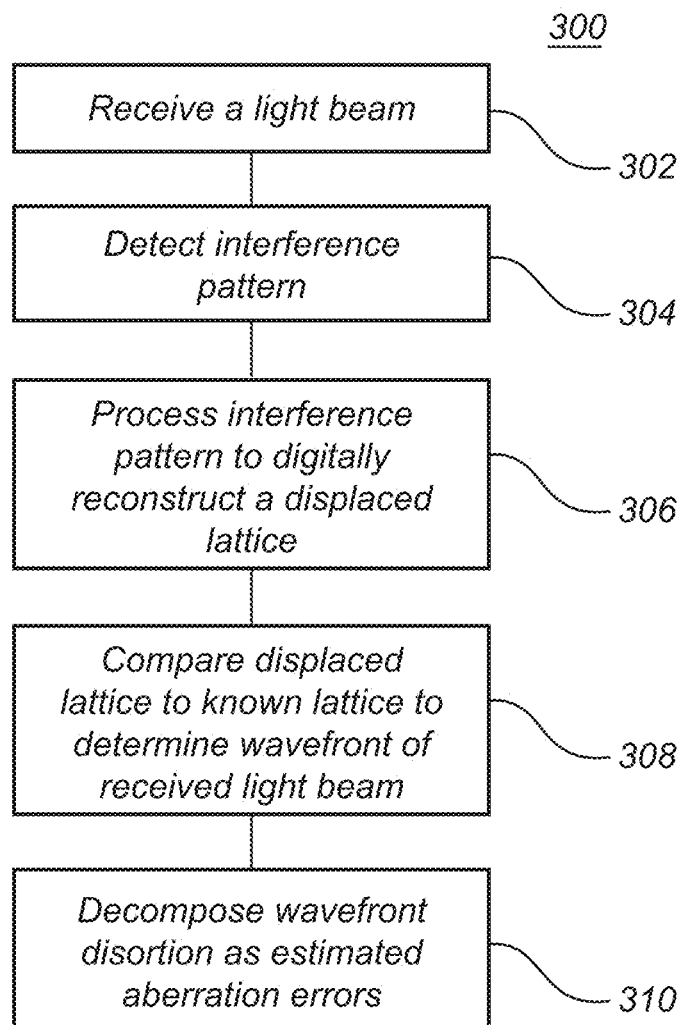 300
Receive a light beam
302
Detect interference
pattern
304
Process interference
pattern to digitally
reconstruct a displaced
lattice
306
Compare displaced
lattice to known lattice to
determine wavefront of
received light beam
308
Decompose wavefront
disortion as estimated
aberration errors
310